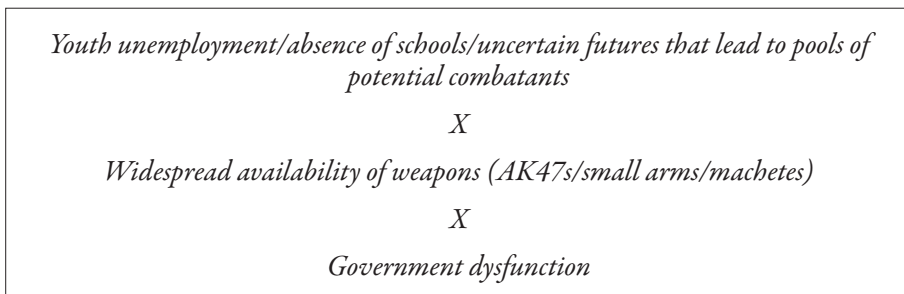 Youth unemployment/absence of schools/uncertain futures that lead to pools of
potential combatants
X
Widespread availability of weapons (AK47s/small arms/machetes)
X
Government dysfunction